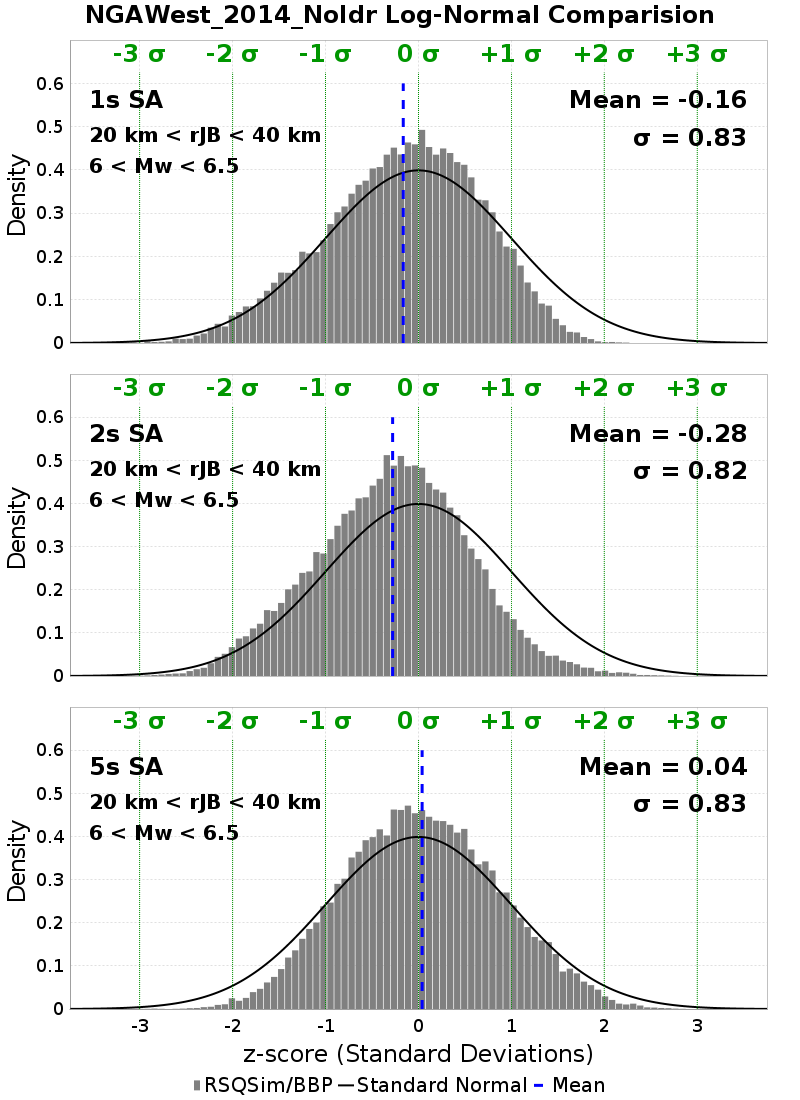 NGAWest_2014_NoIdr Log-Normal Comparision
-3 σ -2 σ -1 σ 0 σ +1 σ +2 σ +3 σ
0.6
1s SA Mean = -0.16
0.5
20 km < rJB < 40 km σ = 0.83
6 < Mw < 6.5
0.4
Density
0.3
0.2
0.1
0
-3 σ -2 σ -1 σ 0 σ +1 σ +2 σ +3 σ
0.6
2s SA Mean = -0.28
0.5
20 km < rJB < 40 km σ = 0.82
6 < Mw < 6.5
0.4
Density
0.3
0.2
0.1
0
-3 σ -2 σ -1 σ 0 σ +1 σ +2 σ +3 σ
0.6
5s SA Mean = 0.04
0.5
20 km < rJB < 40 km σ = 0.83
6 < Mw < 6.5
0.4
Density
0.3
0.2
0.1
0
-3 -2 -1 0 1 2 3
z-score (Standard Deviations)
RSQSim/BBP Standard Normal Mean